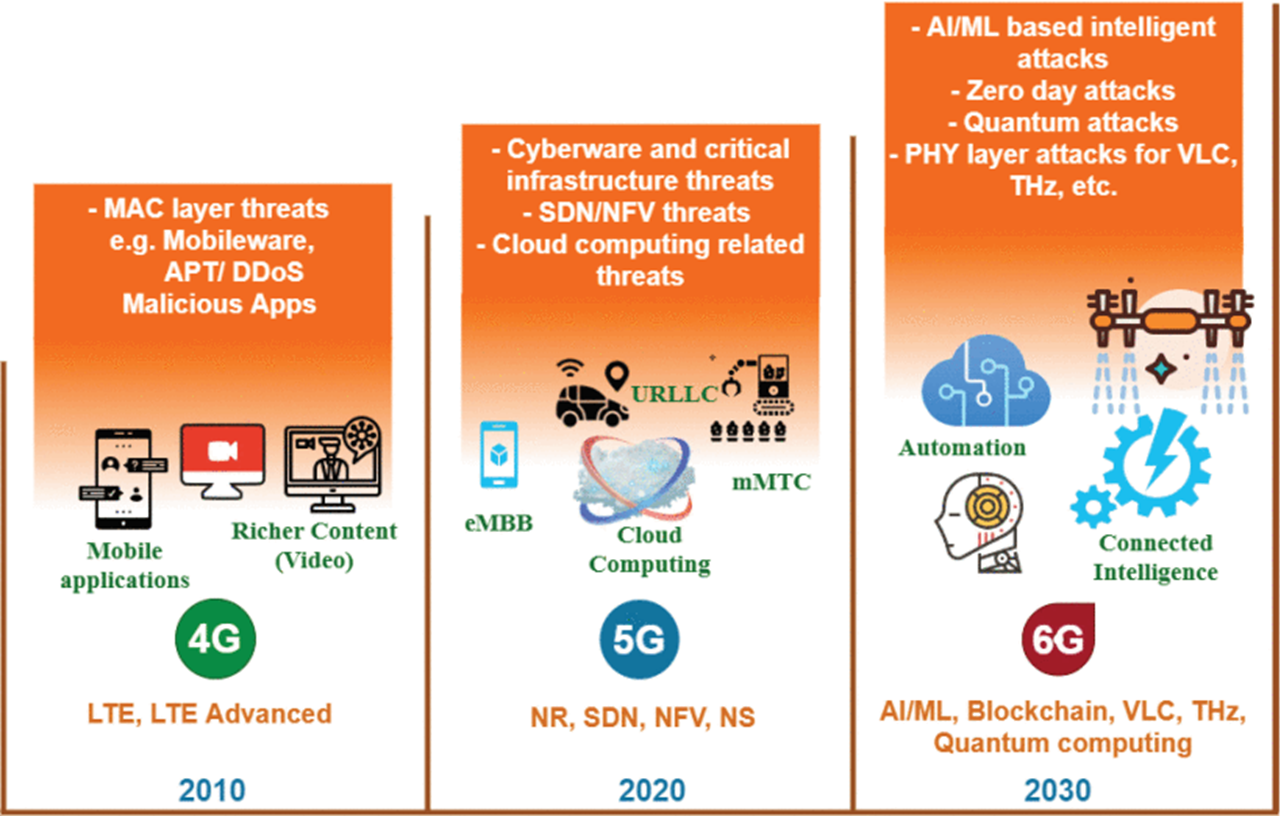 - MAC layer threats
e.g. Mobileware,
APT/ DDoS
Malicious Apps
Mobile
applications
Richer Content
(Video)
4G
LTE, LTE Advanced
2010
- Cyberware and critical
infrastructure threats
- SDN/NFV threats
- Cloud computing related
threats
URLLC
eMBB
mMTC
Cloud
Computing
5G
NR, SDN, NFV, NS
2020
- AI/ML based intelligent
attacks
- Zero day attacks
- Quantum attacks
- PHY layer attacks for VLC,
THz, etc.
Automation
Connected
Intelligence
6G
AI/ML, Blockchain, VLC, THz,
Quantum computing
2030